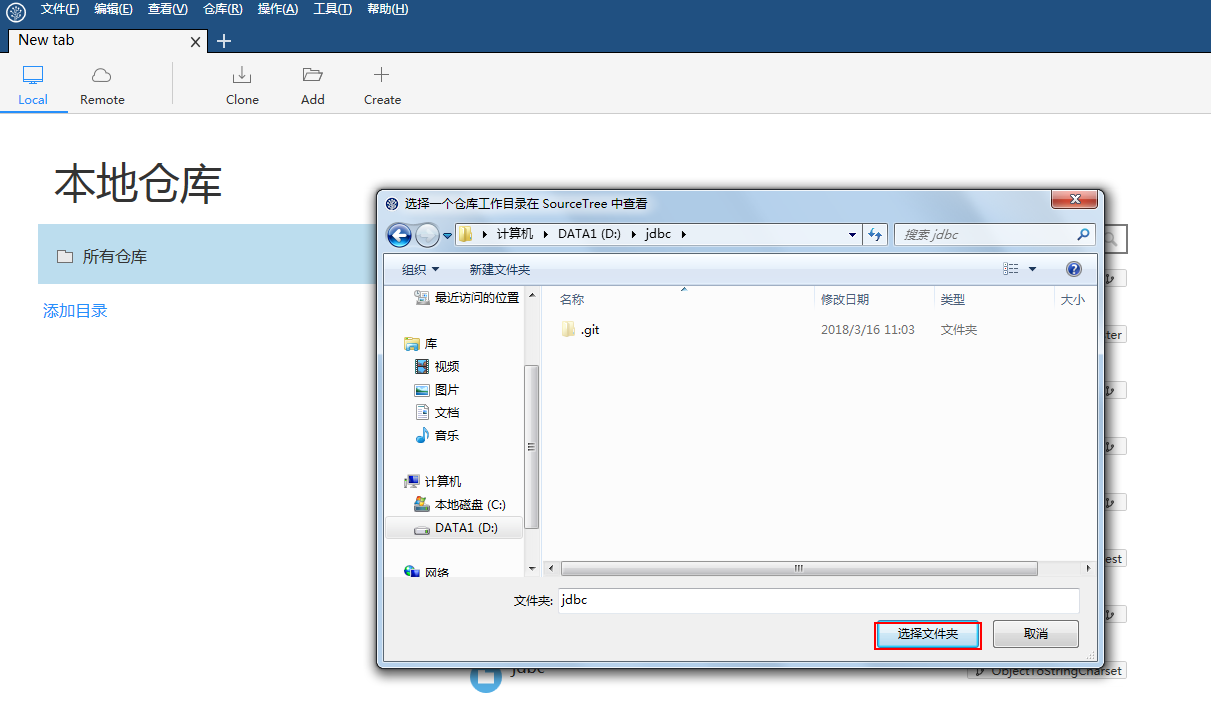 文件(F) 编辑(E) 查看(V) 仓库(R) 操作(A) 工具(T) 帮助(H)
New tab
Local Remote Clone Add Create
本地仓库
所有仓库
添加目录
选择一个仓库工作目录在 SourceTree 中查看
计算机 DATA1 (D:) jdbc
搜索 jdbc
组织 新建文件夹
最近访问的位置
库
视频
图片
文档
音乐
计算机
本地磁盘 (C:)
DATA1 (D:)
网络
名称 修改日期 类型 大小
.git 2018/3/16 11:03 文件夹
文件夹: jdbc
选择文件夹 取消
ter
est
jdbc ObjectToStringCharset